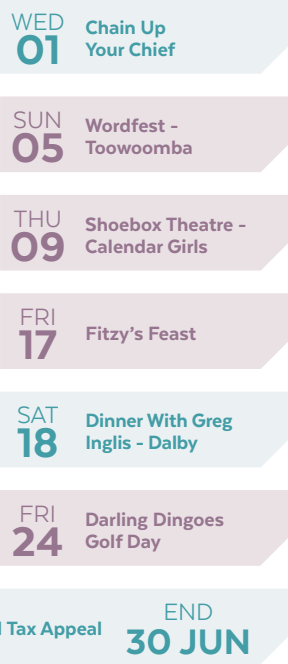 WED
01
Chain Up
Your Chief
SUN
05
Wordfest -
Toowoomba
THU
09
Shoebox Theatre -
Calendar Girls
FRI
17
Fitzy's Feast
SAT
18
Dinner With Greg
Inglis - Dalby
FRI
24
Darling Dingoes
Golf Day
Tax Appeal
END
30 JUN